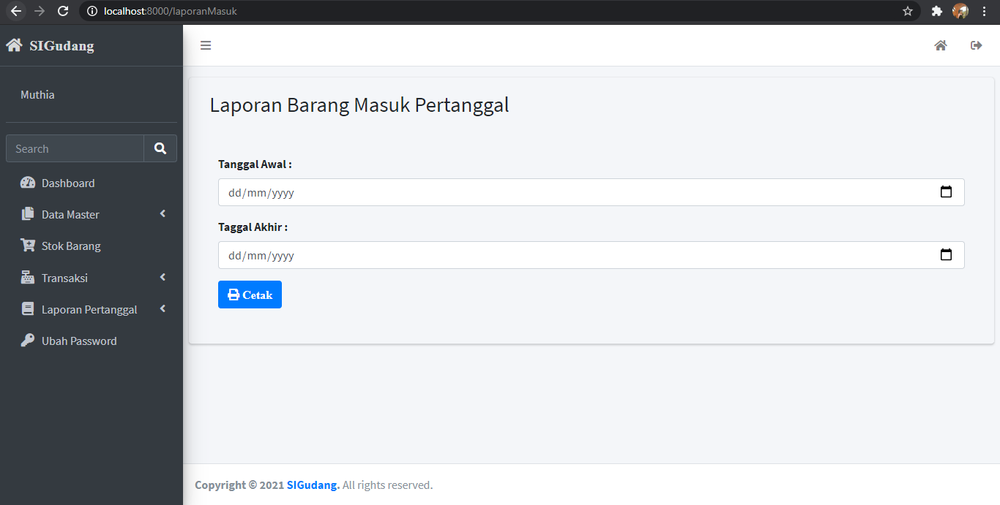 localhost:8000/laporanMasuk
SIGudang
Muthia
Search
Dashboard
Data Master
Stok Barang
Transaksi
Laporan Pertanggal
Ubah Password
Laporan Barang Masuk Pertanggal
Tanggal Awal :
dd/mm/yyyy
Taggal Akhir :
dd/mm/yyyy
Cetak
Copyright © 2021 SIGudang. All rights reserved.